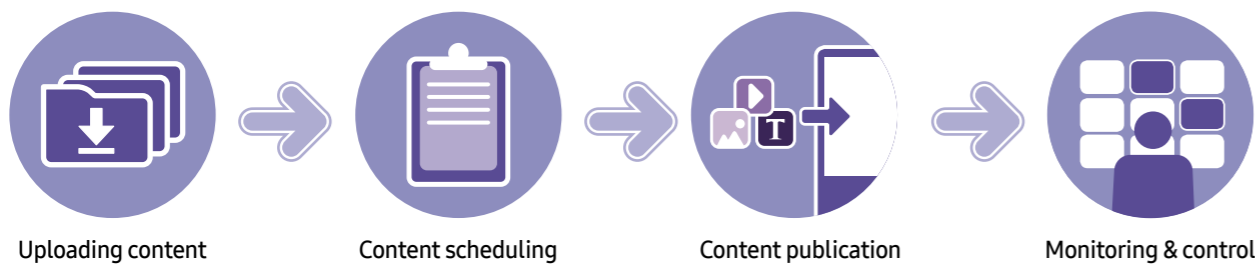 T
Uploading content
Content scheduling
Content publication
Monitoring & control